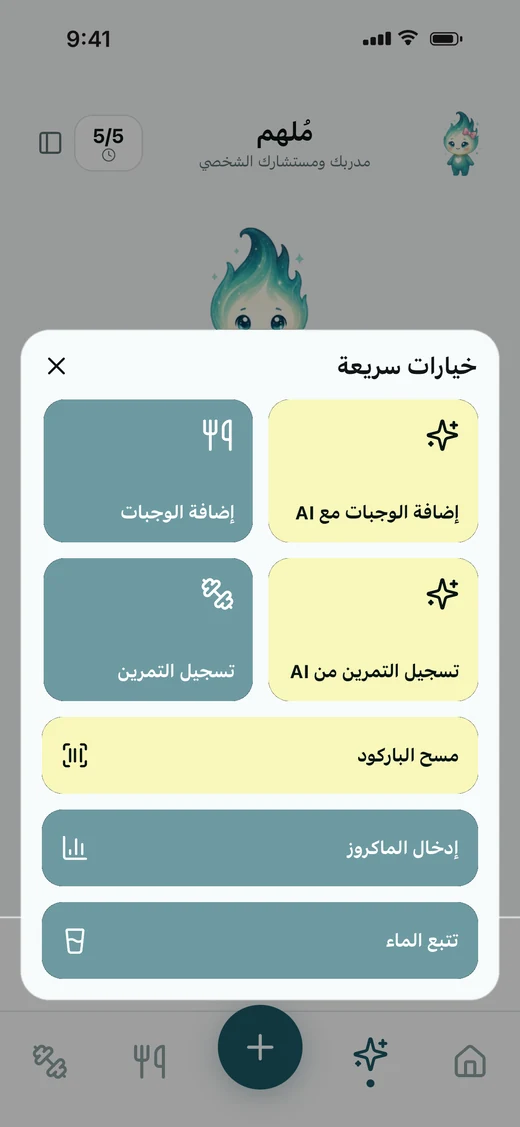 9:41
مُلهم
مدربك ومستشارك الشخصي
5/5
خيارات سريعة
إضافة الوجبات مع AI
إضافة الوجبات
تسجيل التمرين من AI
تسجيل التمرين
مسح الباركود
إدخال الماكروز
تتبع الماء